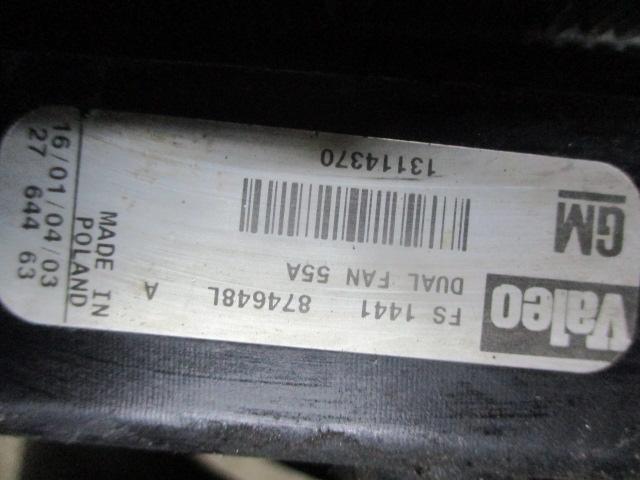 Valeo
FS 1441 874648L A
DUAL FAN 55A
GM
13114370
MADE IN
POLAND
16/01/04/03
27 644 63